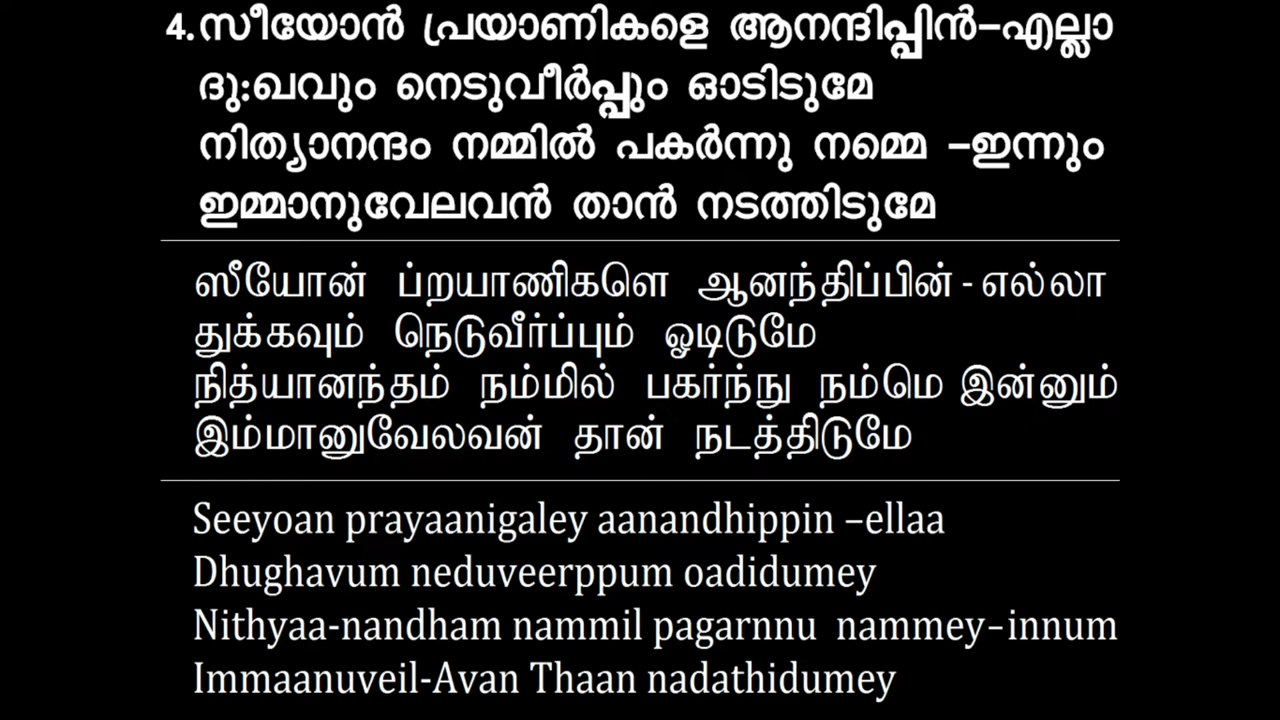 4.സീയോൻ പ്രയാണികളെ ആനന്ദിപ്പിൻ-എല്ലാ
ദു:ഖവും നെടുവീർപ്പും ഓടിടുമേ
നിത്യാനന്ദം നമ്മിൽ പകർന്നു നമ്മെ -ഇന്നും
ഇമ്മാനുവേലവൻ താൻ നടത്തിടുമേ
ஸீயோன் ப்றயாணிகளெ ஆனந்திப்பின்-எல்லா
துக்கவும் நெடுவீர்ப்பும் ஓடிடுமே
நித்யானந்தம் நம்மில் பகர்ந்நு நம்மெ இன்னும்
இம்மானுவேலவன் தான் நடத்திடுமே
Seeyoan prayaanigaley aanandhippin –ellaa
Dhughavum neduveerppum oadidumey
Nithyaa-nandham nammil pagarnnu nammey–innum
Immaanuveil-Avan Thaan nadathidumey